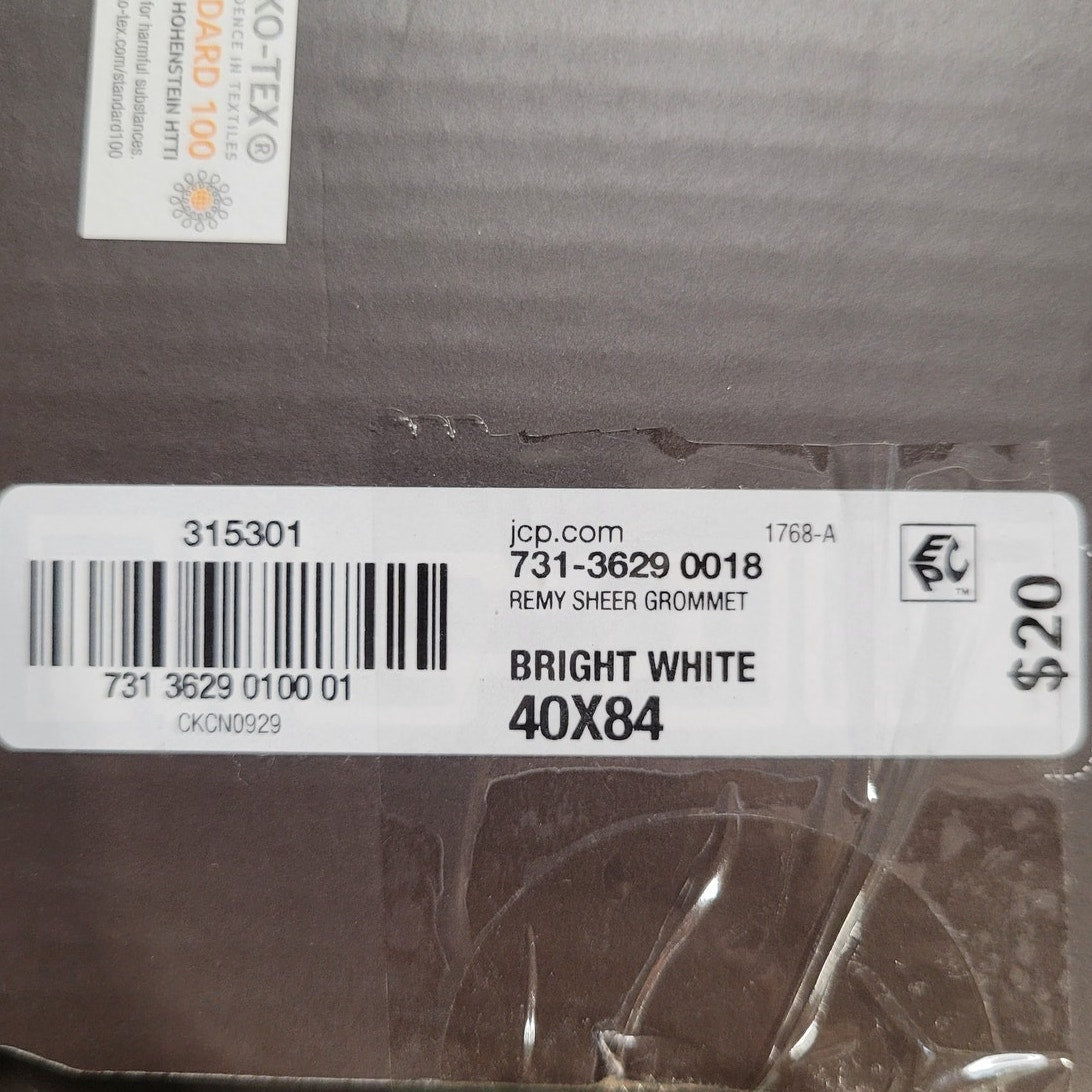 KO-TEX®
DENCE IN TEXTILES
DARD 100
HOHENSTEIN HTTI
for harmful substances.
o-tex.com/standard100
315301
731 3629 0100 01
CKCN0929
jcp.com
1768-A
731-3629 0018
REMY SHEER GROMMET
BRIGHT WHITE
40X84
EPC™
$20